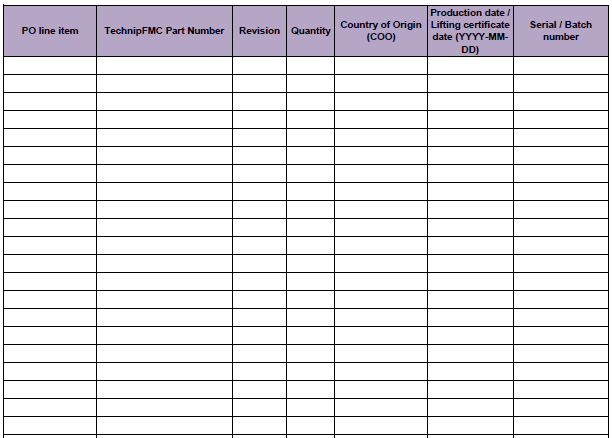 PO line item
TechnipFMC Part Number
Revision
Quantity
Country of Origin
(COO)
Production date /
Lifting certificate
date (YYYY-MM-
DD)
Serial / Batch
number